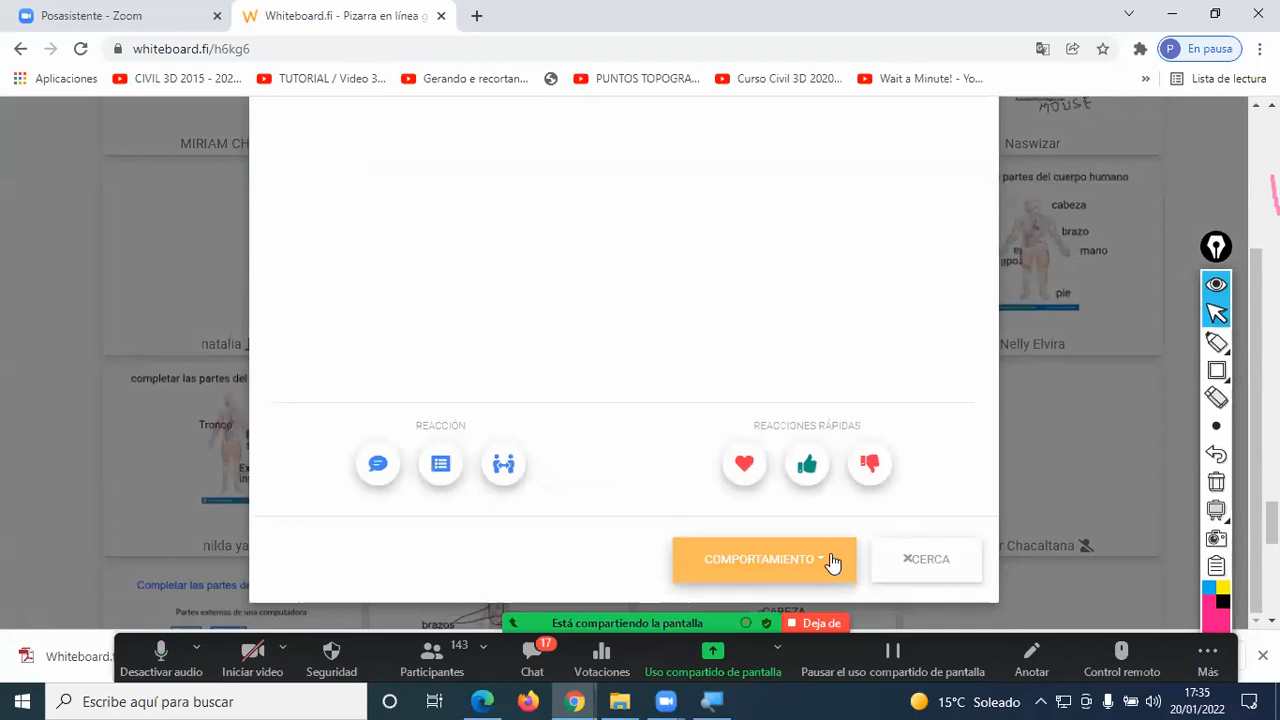 Posasistente - Zoom
Whiteboard.fi - Pizarra en línea g
whiteboard.fi/h6kg6
En pausa
Aplicaciones
CIVIL 3D 2015 - 202...
TUTORIAL / Video 3...
Gerando e recortan...
PUNTOS TOPOGRA...
Curso Civil 3D 2020...
Wait a Minute! - Yo...
»
Lista de lectura
MOUSE
MIRIAM CH
Naswizar
partes del cuerpo humano
cabeza
brazo
mano
pie
natalia
Nelly Elvira
completar las partes del
Tronco
nilda ya
r Chacaltana
REACCIÓN
REACCIONES RÁPIDAS
COMPORTAMIENTO
CERCA
Completar las partes de
Partes externas de una computadora
brazos
CABEZA
Está compartiendo la pantalla
Deja de
Whiteboard.f
Desactivar audio
Iniciar video
Seguridad
Participantes
143
Chat
17
Votaciones
Uso compartido de pantalla
Pausar el uso compartido de pantalla
Anotar
Control remoto
Más
Escribe aquí para buscar
15°C Soleado
17:35
20/01/2022